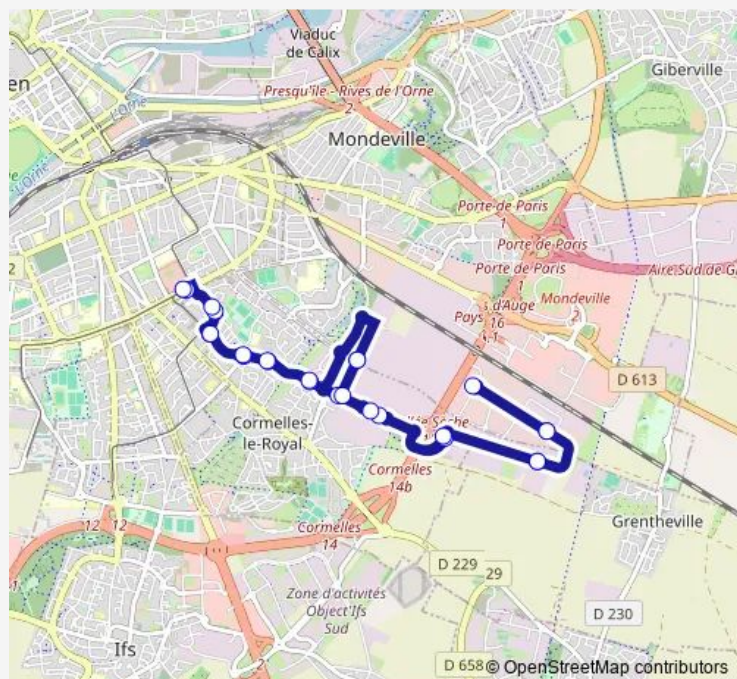 Viaduc
de Calix
Giberville
en
l'Orne
Presqu'île - Rives de l'Orne
2
Mondeville
L'Orne
Porte de Paris
1
Porte de Paris
2
Porte de Paris
1
Aire Sud de G
Pays d'Auge
16
Mondeville
2
D 613
Cormelles-
le-Royal
Cormelles
14b
Grentheville
Cormelles
14
12
12
D 229
29
Zone d'activités
Object'Ifs
Sud
D 230
1
Ifs
2
D 658
© OpenStreetMap contributors